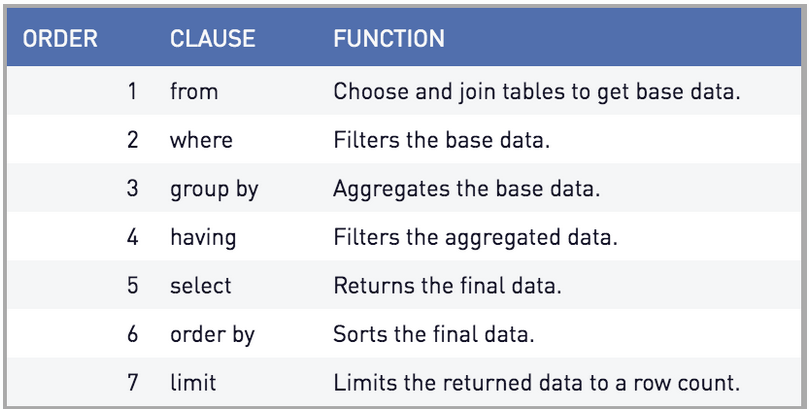 ORDER CLAUSE FUNCTION
1 from Choose and join tables to get base data.
2 where Filters the base data.
3 group by Aggregates the base data.
4 having Filters the aggregated data.
5 select Returns the final data.
6 order by Sorts the final data.
7 limit Limits the returned data to a row count.